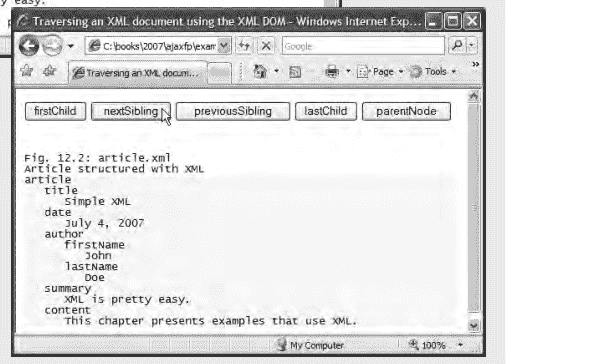 y easy.
Traversing an XML document using the XML DOM - Windows Internet Exp...
C:\books\2007\ajaxfp\exam
Google
Traversing an XML docum...
Page
Tools
firstChild nextSibling previousSibling lastChild parentNode
Fig. 12.2: article.xml
Article structured with XML
article
title
Simple XML
date
July 4, 2007
author
firstName
John
lastName
Doe
summary
XML is pretty easy.
content
This chapter presents examples that use XML.
My Computer 100%